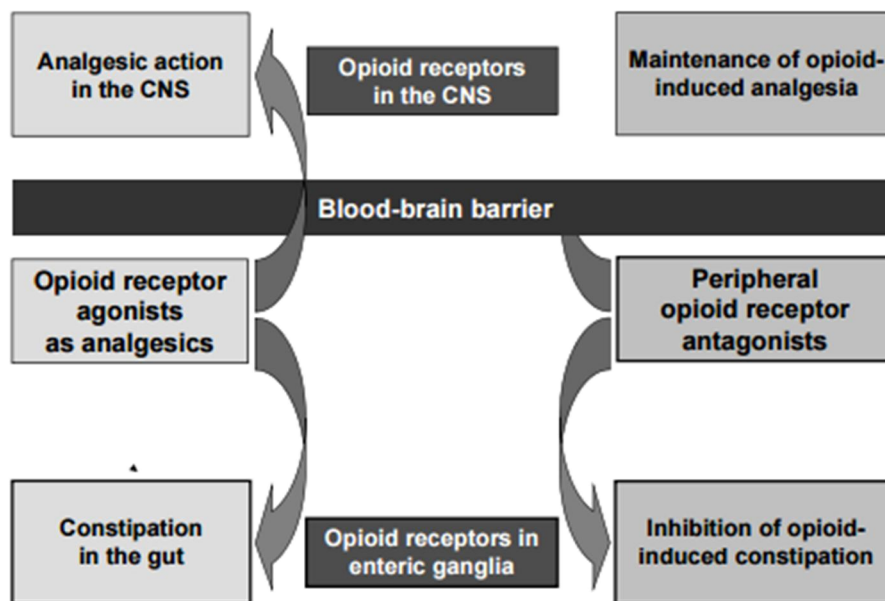 Analgesic action
in the CNS
Opioid receptors
in the CNS
Maintenance of opioid-
induced analgesia
Blood-brain barrier
Opioid receptor
agonists
as analgesics
Peripheral
opioid receptor
antagonists
Constipation
in the gut
Opioid receptors in
enteric ganglia
Inhibition of opioid-
induced constipation